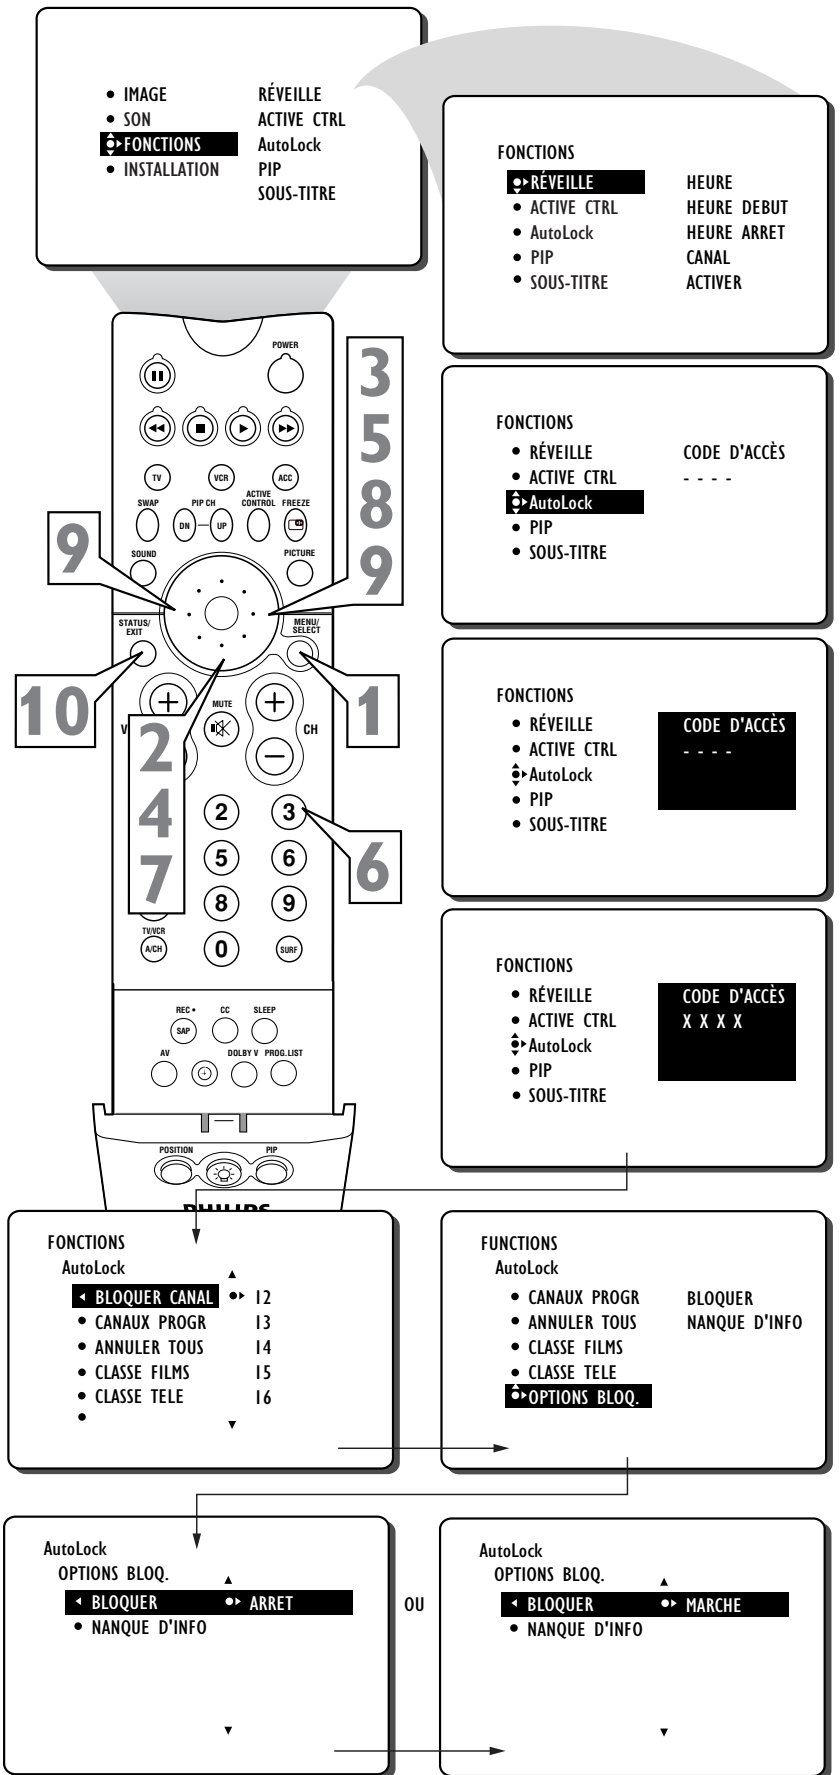 IMAGE RÉVEILLE
SON ACTIVE CTRL
FONCTIONS AutoLock
INSTALLATION PIP
SOUS-TITRE
FONCTIONS
RÉVEILLE HEURE
ACTIVE CTRL HEURE DEBUT
AutoLock HEURE ARRET
PIP CANAL
SOUS-TITRE ACTIVER
FONCTIONS
RÉVEILLE CODE D'ACCÈS
ACTIVE CTRL - - - -
AutoLock
PIP
SOUS-TITRE
FONCTIONS
RÉVEILLE CODE D'ACCÈS
ACTIVE CTRL - - - -
AutoLock
PIP
SOUS-TITRE
FONCTIONS
RÉVEILLE CODE D'ACCÈS
ACTIVE CTRL X X X X
AutoLock
PIP
SOUS-TITRE
POWER
TV VCR ACC
SWAP PIP CH ACTIVE CONTROL FREEZE
DN UP
SOUND PICTURE
STATUS/
EXIT
MENU/
SELECT
MUTE
V CH
2 3
5 6
8 9
TV/VCR
A/CH 0 SURF
REC • CC SLEEP
SAP
AV DOLBY V PROG.LIST
POSITION PIP
PHILIPS
3
5
8
9
9
10
1
2
4
7
6
FONCTIONS
AutoLock
BLOQUER CANAL 12
CANAUX PROGR 13
ANNULER TOUS 14
CLASSE FILMS 15
CLASSE TELE 16
FUNCTIONS
AutoLock
CANAUX PROGR BLOQUER
ANNULER TOUS NANQUE D'INFO
CLASSE FILMS
CLASSE TELE
OPTIONS BLOQ.
AutoLock
OPTIONS BLOQ.
BLOQUER ARRET
NANQUE D'INFO
OU
AutoLock
OPTIONS BLOQ.
BLOQUER MARCHE
NANQUE D'INFO